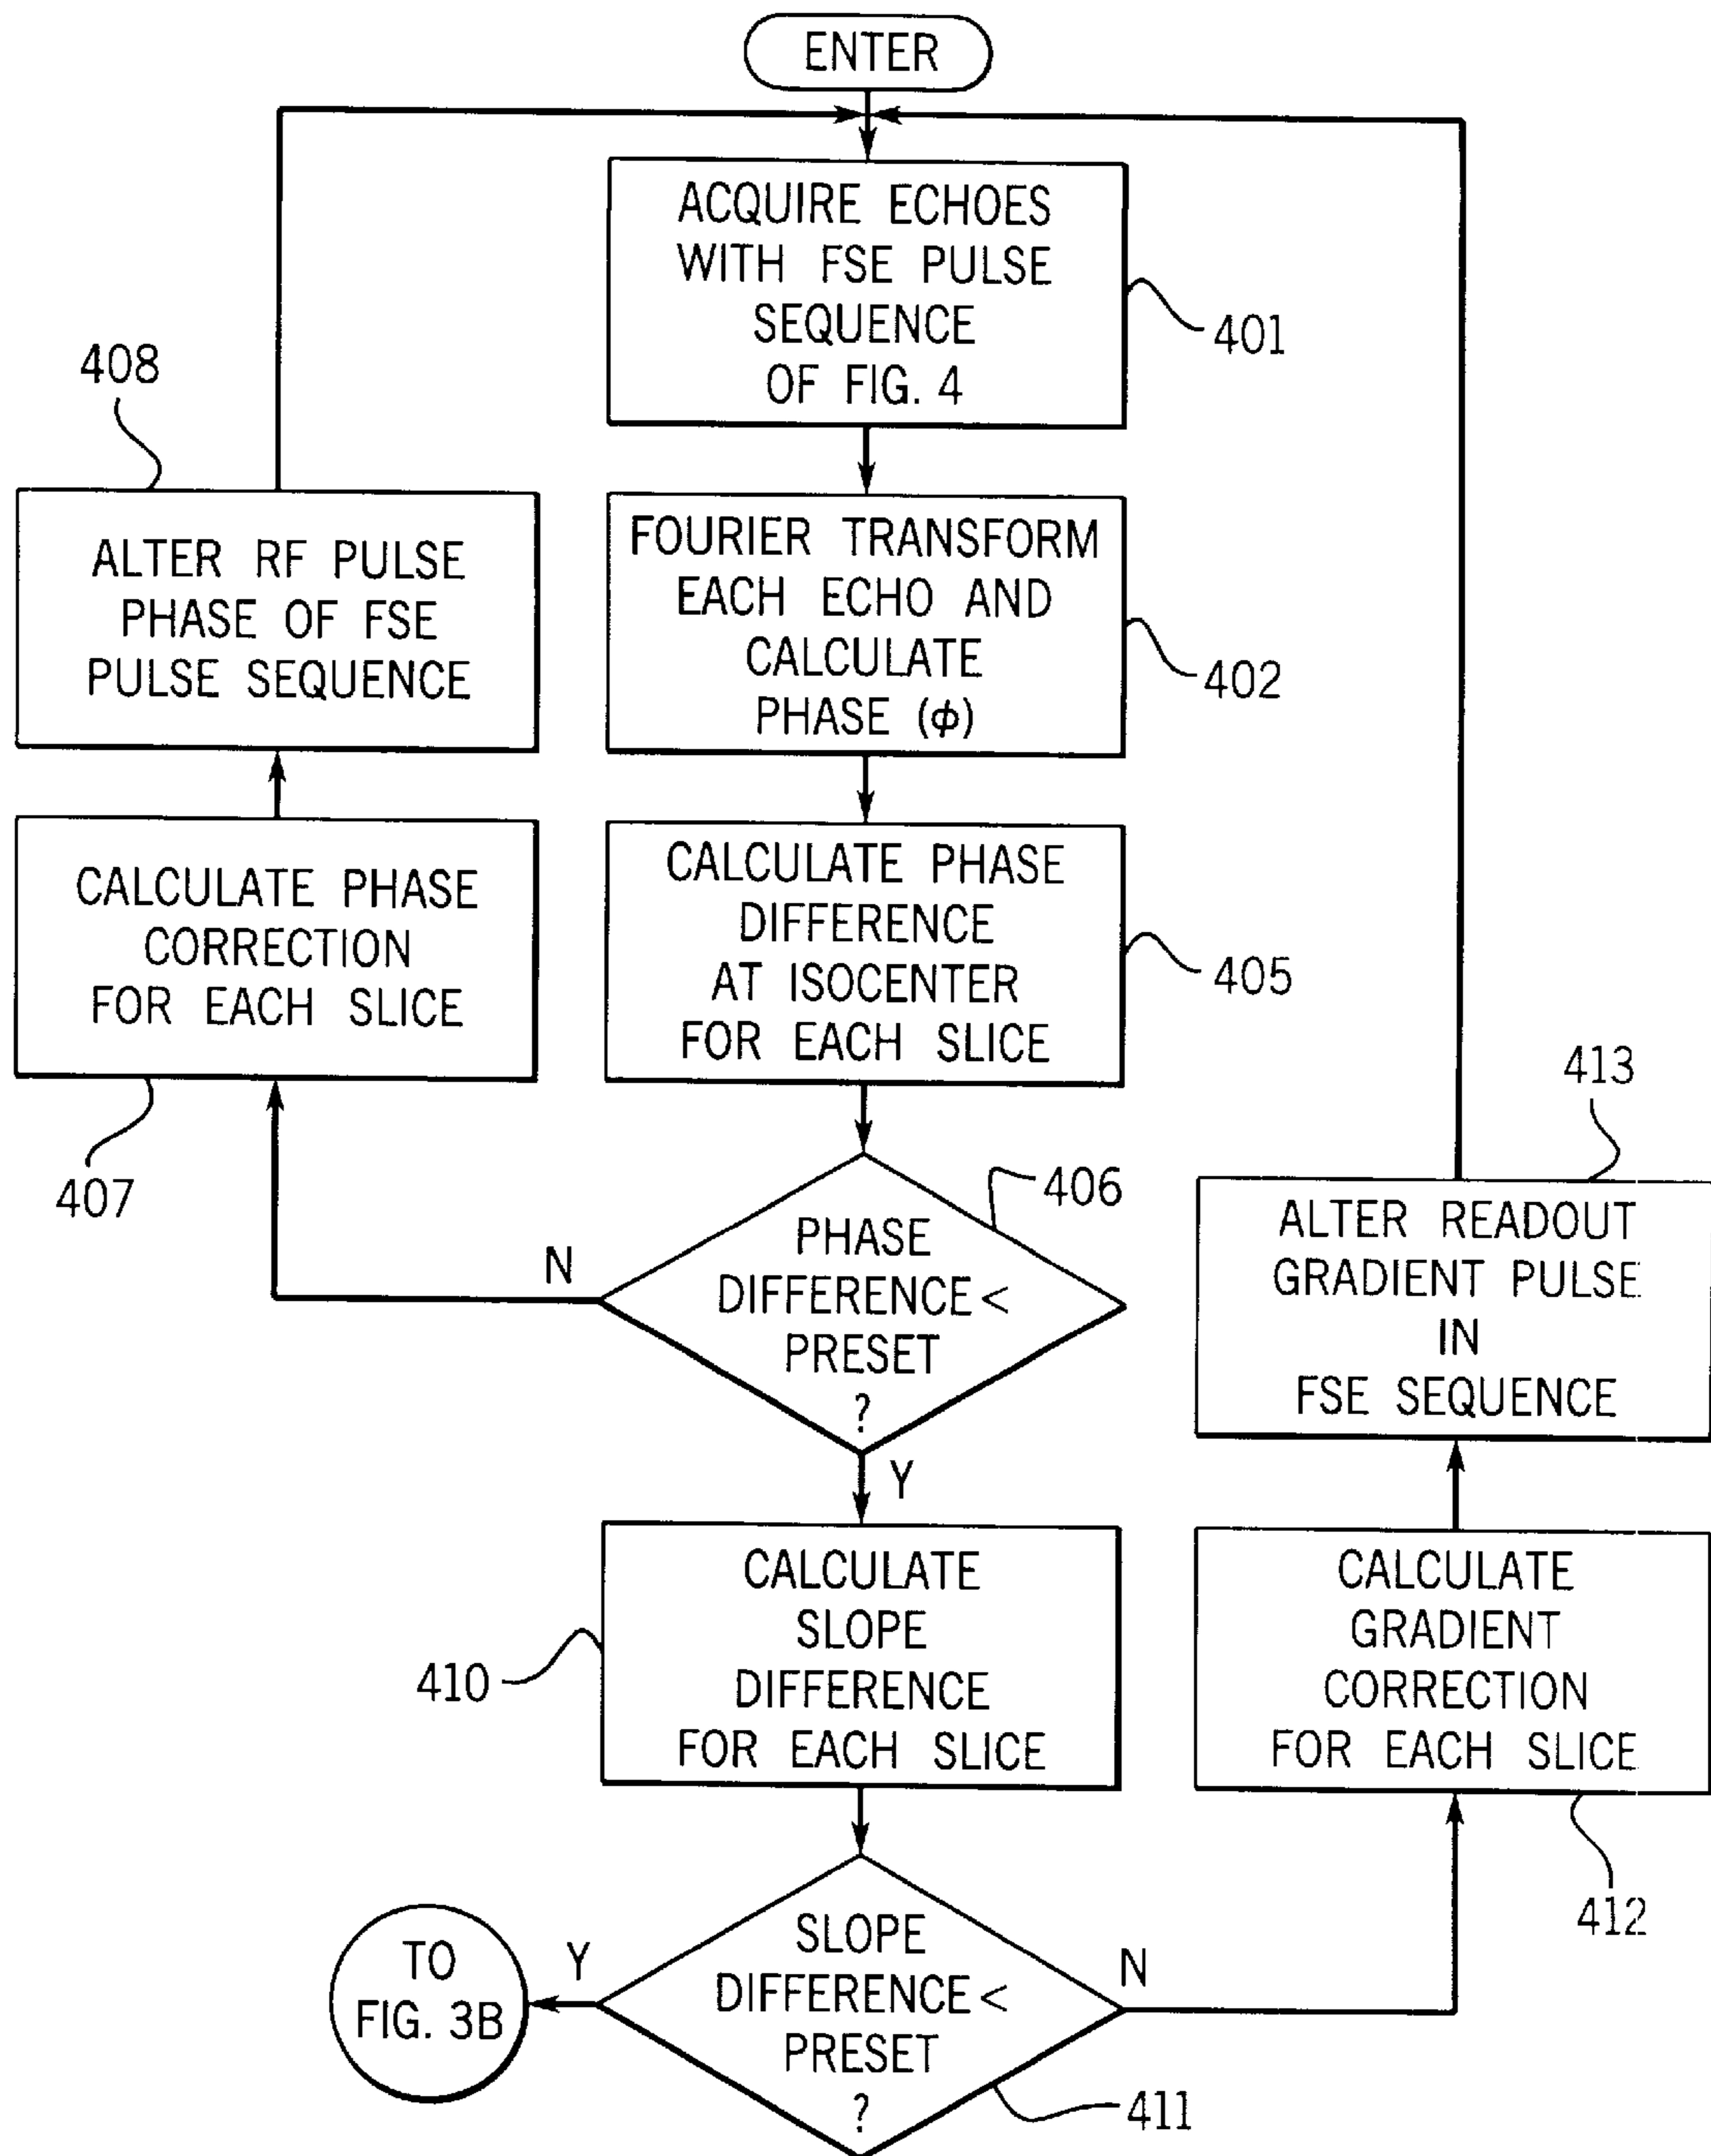 ENTER
ACQUIRE ECHOES
WITH FSE PULSE
SEQUENCE
OF FIG. 4
401
408
ALTER RF PULSE
PHASE OF FSE
PULSE SEQUENCE
FOURIER TRANSFORM
EACH ECHO AND
CALCULATE
PHASE (ϕ)
402
CALCULATE PHASE
CORRECTION
FOR EACH SLICE
407
CALCULATE PHASE
DIFFERENCE
AT ISOCENTER
FOR EACH SLICE
405
413
ALTER READOUT
GRADIENT PULSE
IN
FSE SEQUENCE
406
PHASE
DIFFERENCE <
PRESET
?
N
Y
410
CALCULATE
SLOPE
DIFFERENCE
FOR EACH SLICE
CALCULATE
GRADIENT
CORRECTION
FOR EACH SLICE
412
TO
FIG. 3B
Y
SLOPE
DIFFERENCE <
PRESET
?
N
411